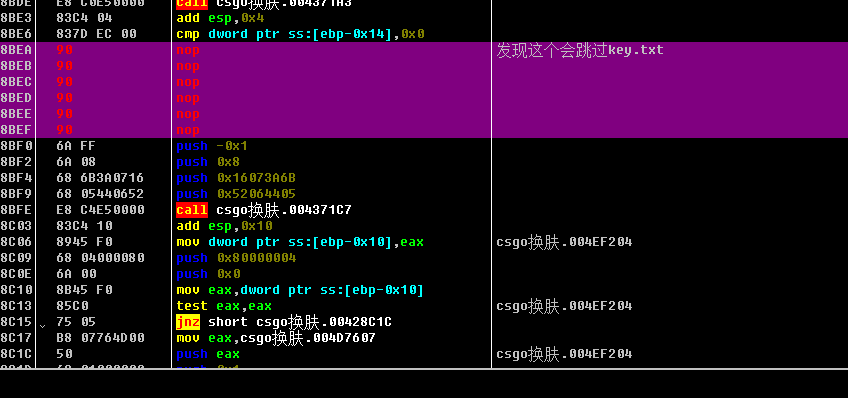 8BDE E8 C0E50000 call csgo换肤.004371A3
8BE3 83C4 04 add esp,0x4
8BE6 837D EC 00 cmp dword ptr ss:[ebp-0x14],0x0
8BEA 90 nop 发现这个会跳过key.txt
8BEB 90 nop
8BEC 90 nop
8BED 90 nop
8BEE 90 nop
8BEF 90 nop
8BF0 6A FF push -0x1
8BF2 6A 08 push 0x8
8BF4 68 6B3A0716 push 0x16073A6B
8BF9 68 05440652 push 0x52064405
8BFE E8 C4E50000 call csgo换肤.004371C7
8C03 83C4 10 add esp,0x10
8C06 8945 F0 mov dword ptr ss:[ebp-0x10],eax csgo换肤.004EF204
8C09 68 04000080 push 0x80000004
8C0E 6A 00 push 0x0
8C10 8B45 F0 mov eax,dword ptr ss:[ebp-0x10]
8C13 85C0 test eax,eax csgo换肤.004EF204
8C15 75 05 jnz short csgo换肤.00428C1C
8C17 B8 07764D00 mov eax,csgo换肤.004D7607
8C1C 50 push eax csgo换肤.004EF204